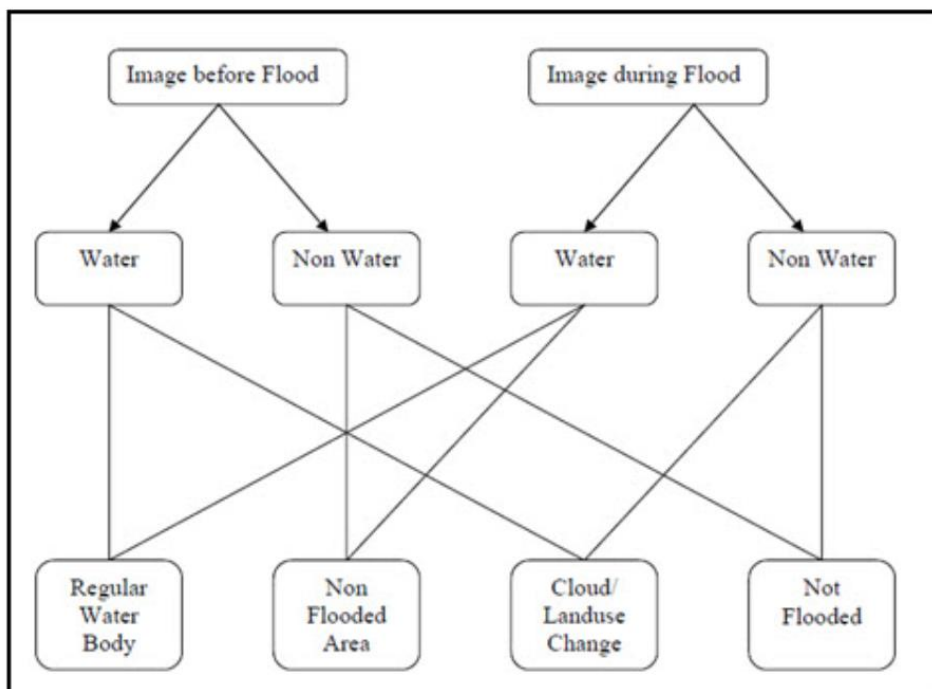 Image before Flood
Image during Flood
Water
Non Water
Water
Non Water
Regular
Water
Body
Non
Flooded
Area
Cloud/
Landuse
Change
Not
Flooded